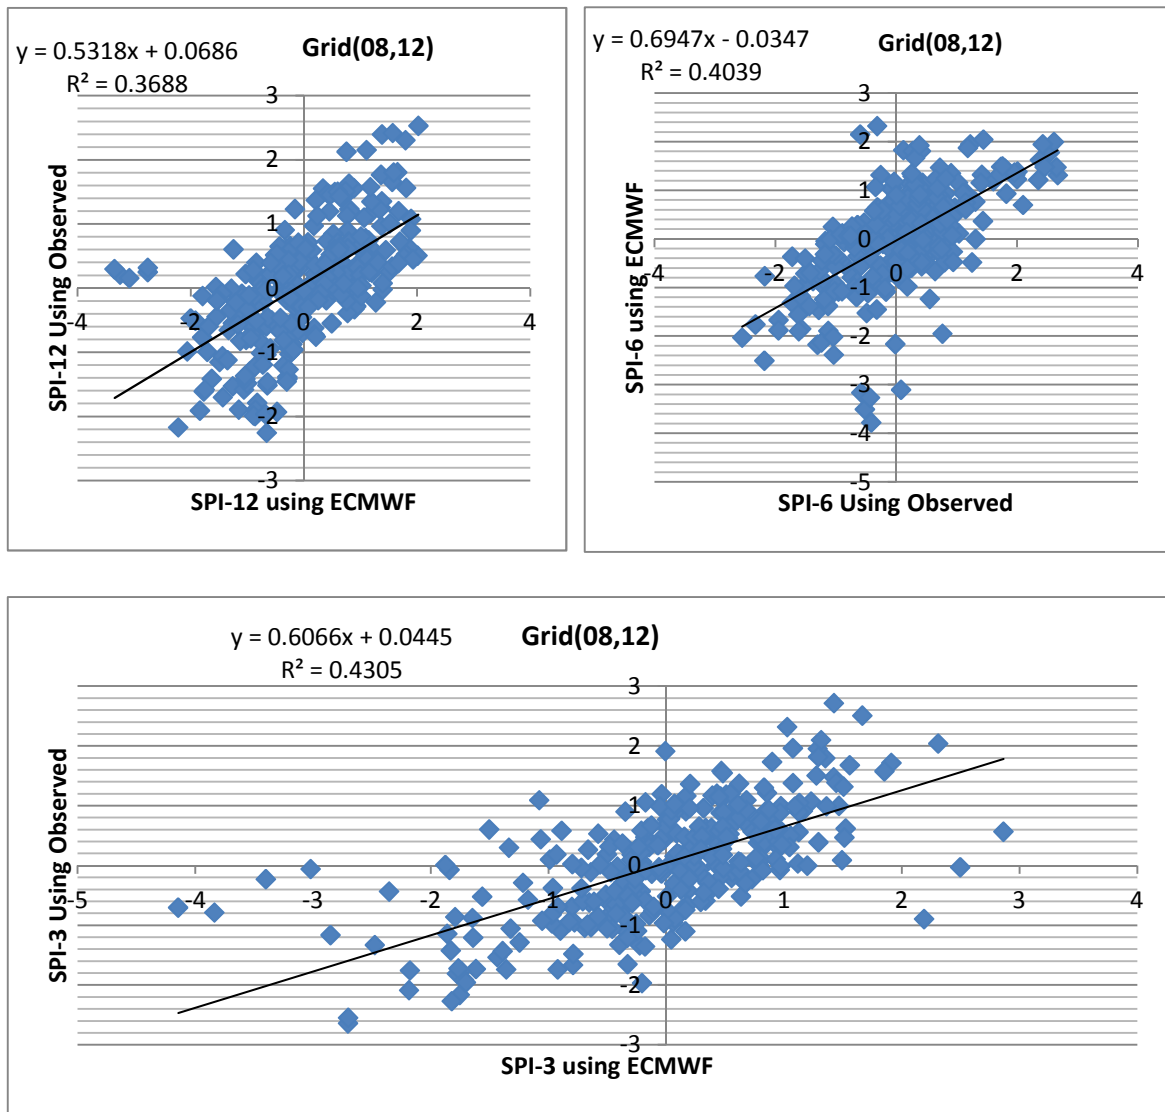 y = 0.5318x + 0.0686
R² = 0.3688
Grid(08,12)
3
2
1
0
-1
-2
-3
-4
-2
0
2
4
SPI-12 Using Observed
SPI-12 using ECMWF
y = 0.6947x - 0.0347
R² = 0.4039
Grid(08,12)
3
2
1
0
-1
-2
-3
-4
-5
-4
-2
0
2
4
SPI-6 using ECMWF
SPI-6 Using Observed
y = 0.6066x + 0.0445
R² = 0.4305
Grid(08,12)
3
2
1
0
-1
-2
-3
-5
-4
-3
-2
-1
0
1
2
3
4
SPI-3 Using Observed
SPI-3 using ECMWF